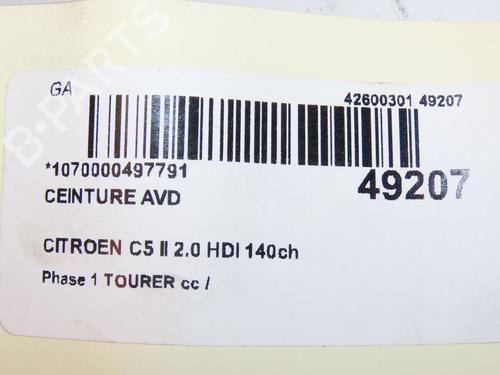 B-PARTS
GA
42600301 49207
*1070000497791
49207
CEINTURE AVD
CITROEN C5 II 2.0 HDI 140ch
Phase 1 TOURER cc /